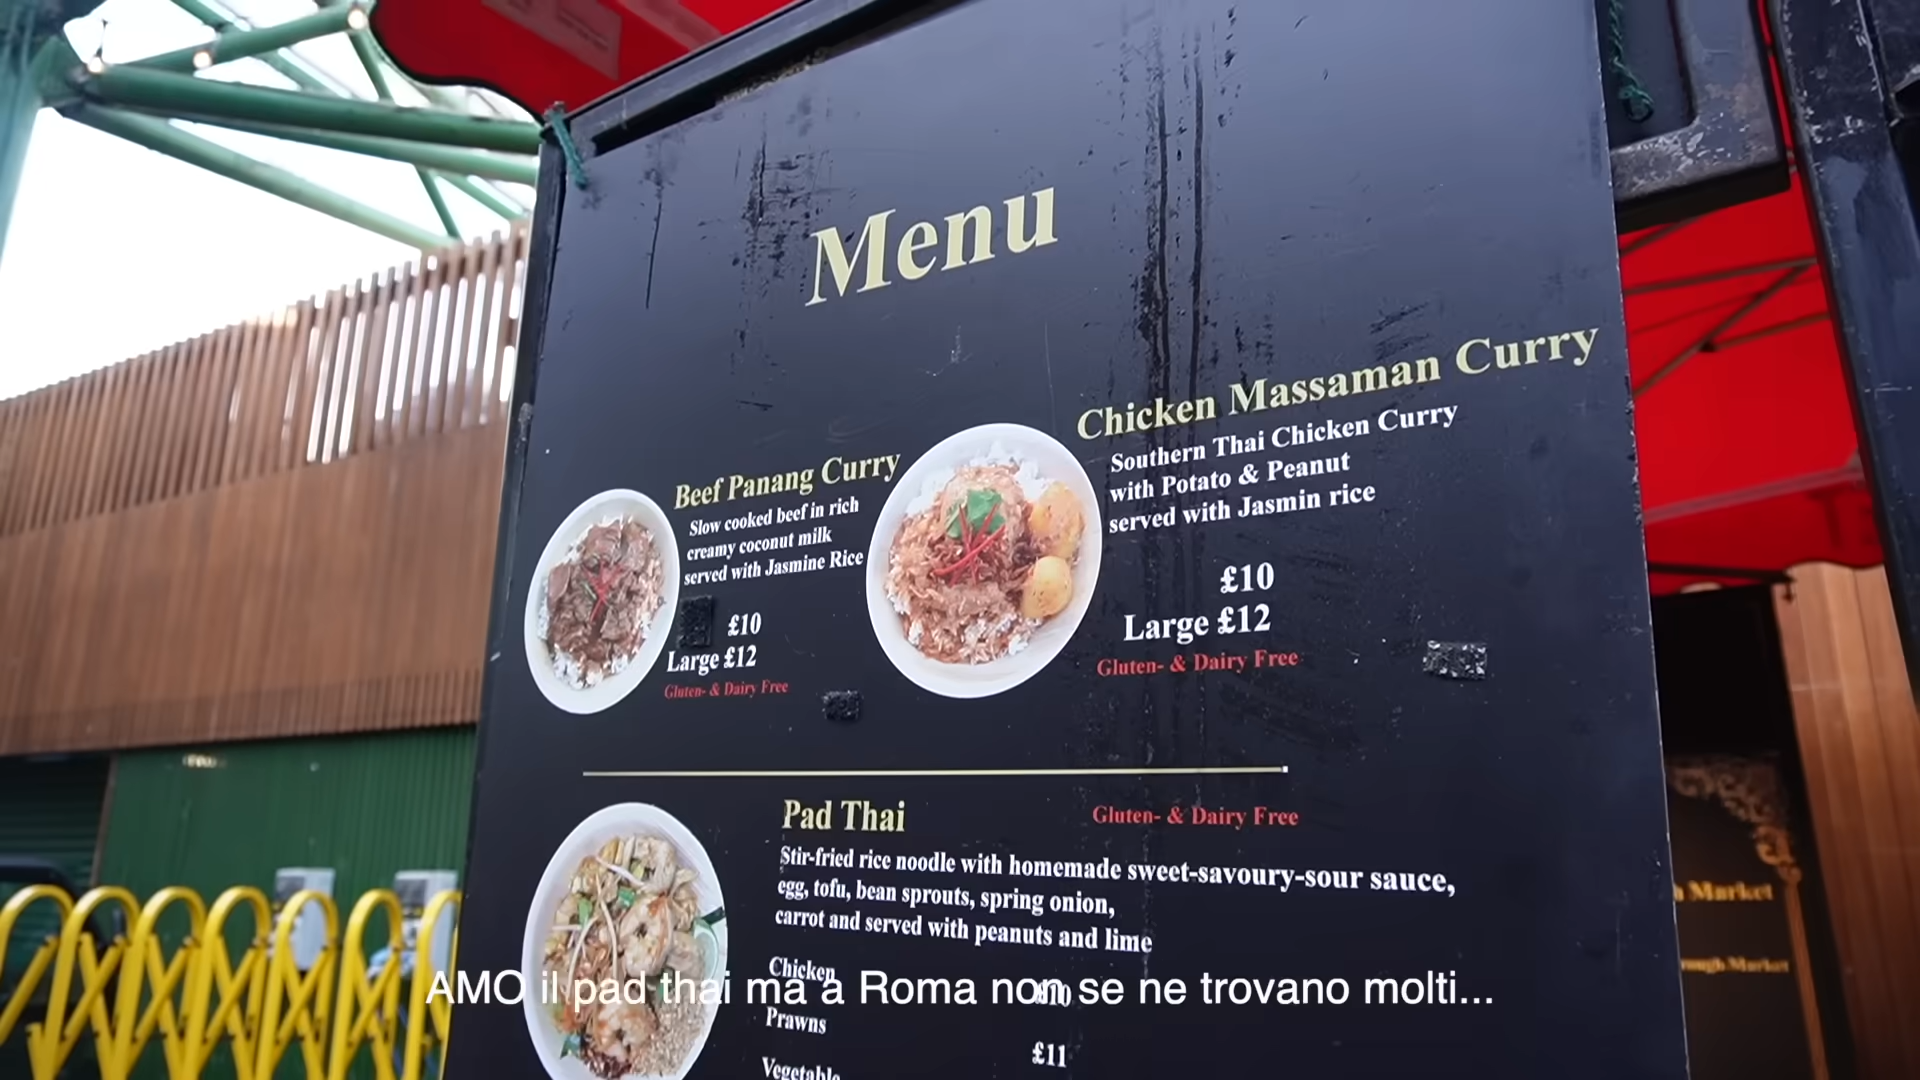 Menu
Beef Panang Curry
Slow cooked beef in rich
creamy coconut milk
served with Jasmine Rice
£10
Large £12
Gluten- & Dairy Free
Chicken Massaman Curry
Southern Thai Chicken Curry
with Potato & Peanut
served with Jasmin rice
£10
Large £12
Gluten- & Dairy Free
Pad Thai
Gluten- & Dairy Free
Stir-fried rice noodle with homemade sweet-savoury-sour sauce,
egg, tofu, bean sprouts, spring onion,
carrot and served with peanuts and lime
Chicken £10
Prawns £11
Vegetable
AMO il pad thai ma a Roma non se ne trovano molti...
Market
Market